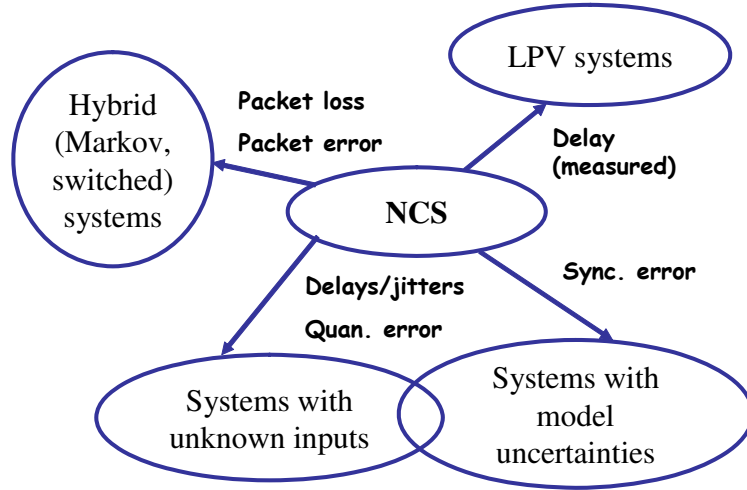 LPV systems
Hybrid
(Markov,
switched)
systems
Packet loss
Packet error
Delay
(measured)
NCS
Sync. error
Delays/jitters
Quan. error
Systems with
unknown inputs
Systems with
model
uncertainties